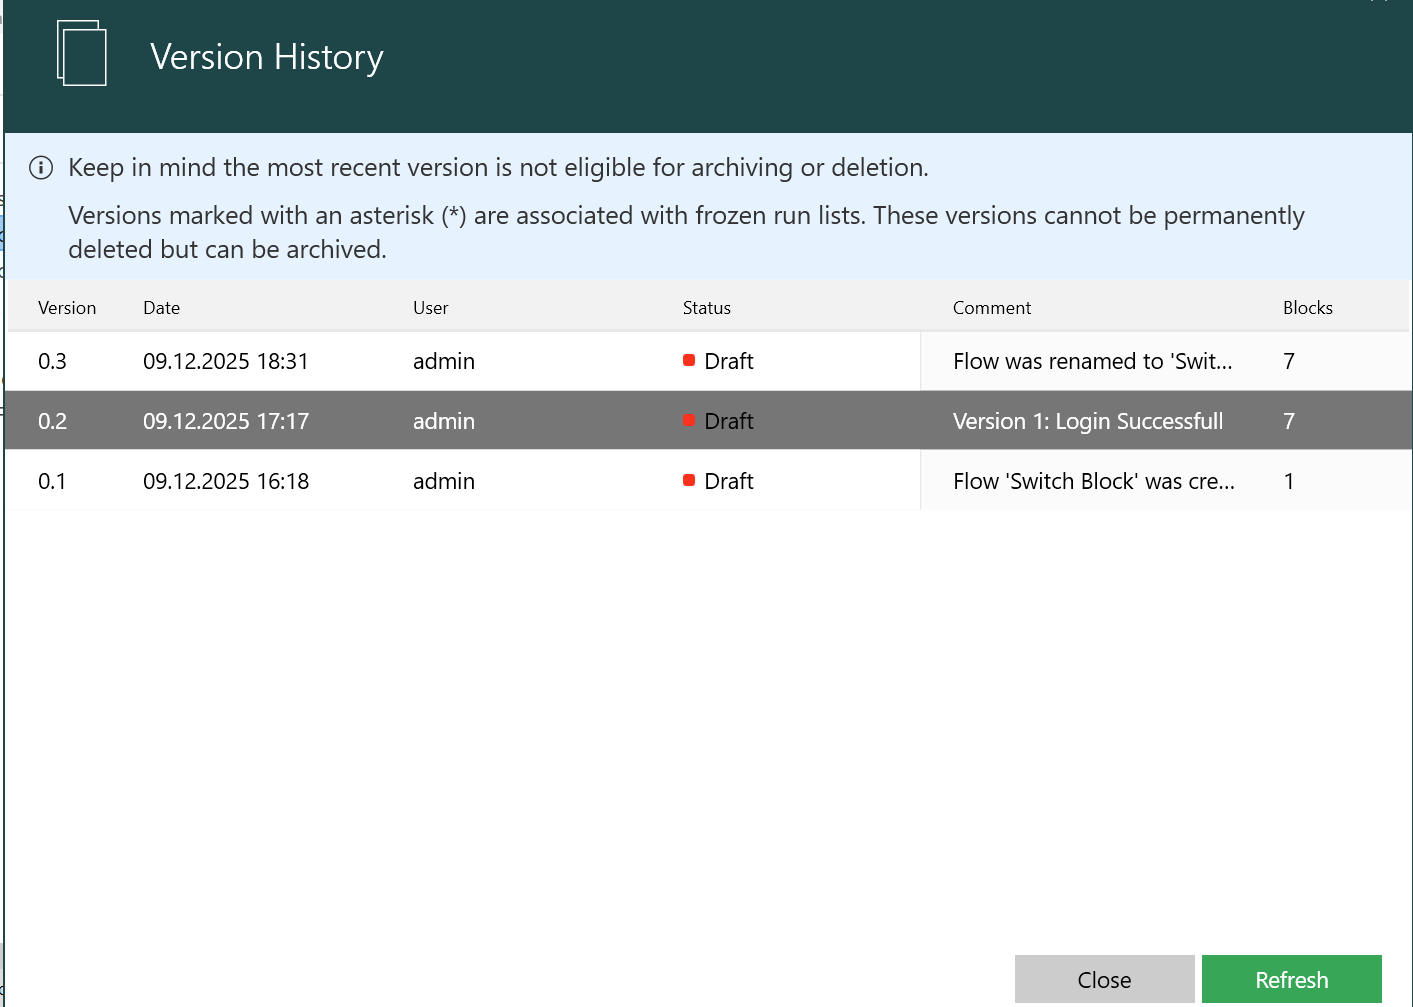 Version History
Keep in mind the most recent version is not eligible for archiving or deletion.
Versions marked with an asterisk (*) are associated with frozen run lists. These versions cannot be permanently
deleted but can be archived.
Version Date User Status Comment Blocks
0.3 09.12.2025 18:31 admin Draft Flow was renamed to 'Swit... 7
0.2 09.12.2025 17:17 admin Draft Version 1: Login Successfull 7
0.1 09.12.2025 16:18 admin Draft Flow 'Switch Block' was cre... 1
Close Refresh